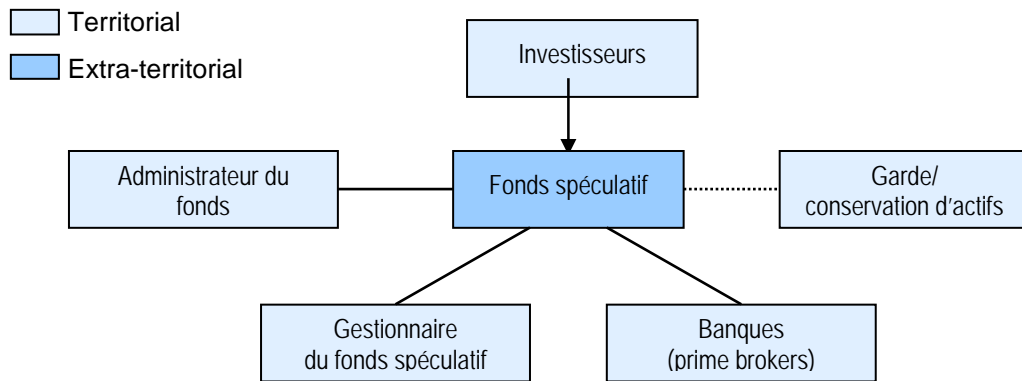 Territorial
Extra-territorial
Investisseurs
Administrateur du
fonds
Fonds spéculatif
Garde/
conservation d'actifs
Gestionnaire
du fonds spéculatif
Banques
(prime brokers)